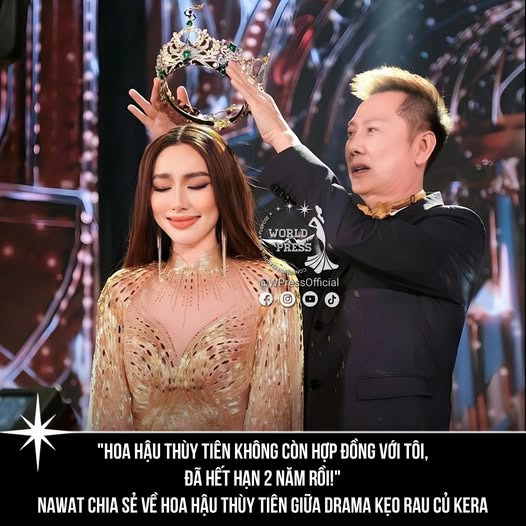 WORLD
PRESS
@WPressOfficial
"HOA HẬU THÙY TIÊN KHÔNG CÒN HỢP ĐỒNG VỚI TÔI,
ĐÃ HẾT HẠN 2 NĂM RỒI!"
NAWAT CHIA SẺ VỀ HOA HẬU THÙY TIÊN GIỮA DRAMA KẸO RAU CỦ KERA